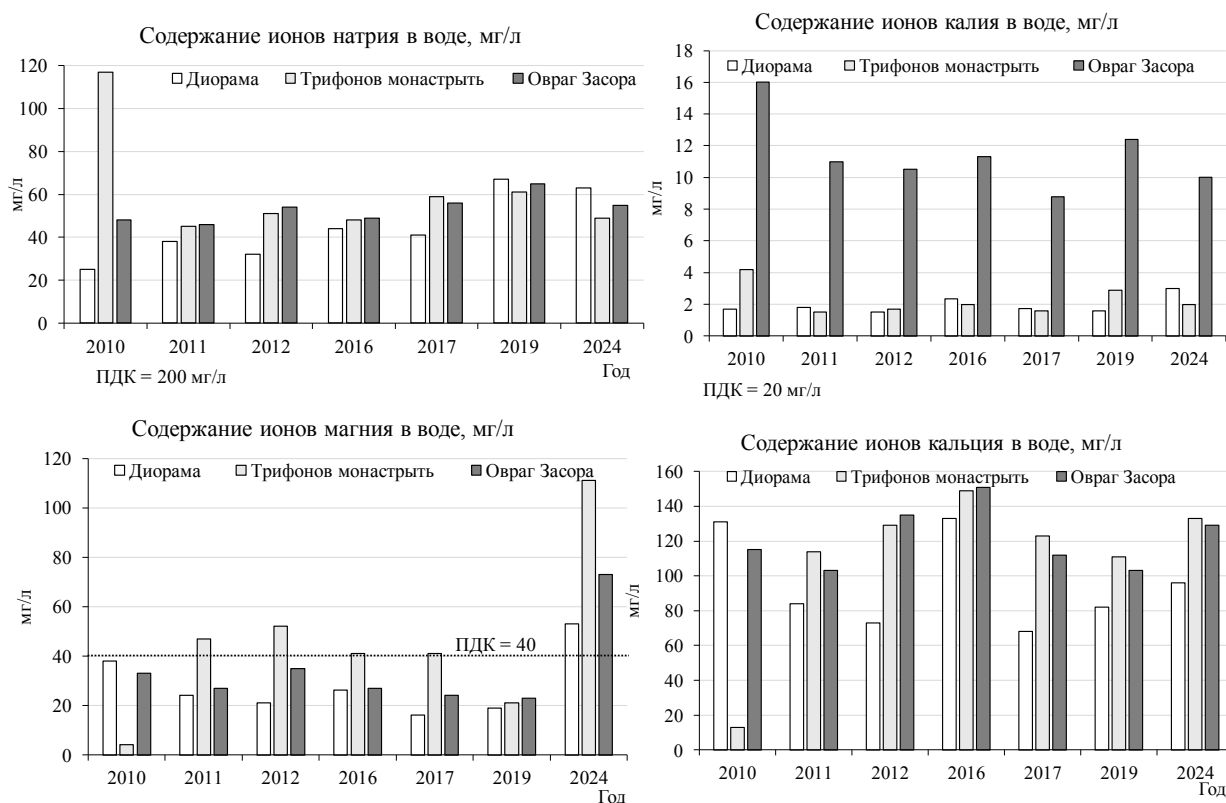 Содержание ионов натрия в воде, мг/л
120
100
80
60
40
20
0
мг/л
Диорама Трифонов монастрыть Овраг Засора
2010 2011 2012 2016 2017 2019 2024
ПДК = 200 мг/л
Год
Содержание ионов калия в воде, мг/л
18
16
14
12
10
8
6
4
2
0
мг/л
Диорама Трифонов монастрыть Овраг Засора
2010 2011 2012 2016 2017 2019 2024
ПДК = 20 мг/л
Содержание ионов магния в воде, мг/л
120
100
80
60
40
20
0
мг/л
Диорама Трифонов монастрыть Овраг Засора
ПДК = 40
2010 2011 2012 2016 2017 2019 2024
Год
Содержание ионов кальция в воде, мг/л
160
140
120
100
80
60
40
20
0
мг/л
Диорама Трифонов монастрыть Овраг Засора
2010 2011 2012 2016 2017 2019 2024
Год